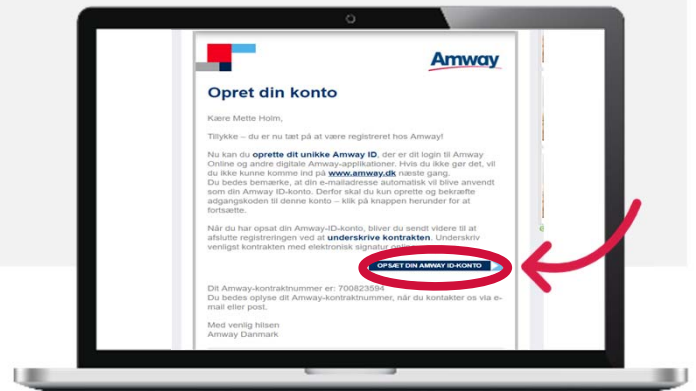 Amway
Opret din konto
Kære Mette Holm,
Tillykke – du er nu tæt på at være registreret hos Amway!
Nu kan du oprette dit unikke Amway ID, der er dit login til Amway
Online og andre digitale Amway-applikationer. Hvis du ikke gør det, vil
du ikke kunne komme ind på www.amway.dk næste gang.
Du bedes bemærke, at din e-mailadresse automatisk vil blive anvendt
som din Amway ID-konto. Derfor skal du kun oprette og bekræfte
adgangskoden til denne konto – klik på knappen herunder for at
fortsætte.
Når du har opsat din Amway-ID-konto, bliver du sendt videre til at
afslutte registreringen ved at underskrive kontrakten. Underskriv
venligst kontrakten med elektronisk signatur
OPSÆT DIN AMWAY ID-KONTO
Dit Amway-kontraktnummer er: 700823594
Du bedes oplyse dit Amway-kontraktnummer, når du kontakter os via e-
mail eller post.
Med venlig hilsen
Amway Danmark